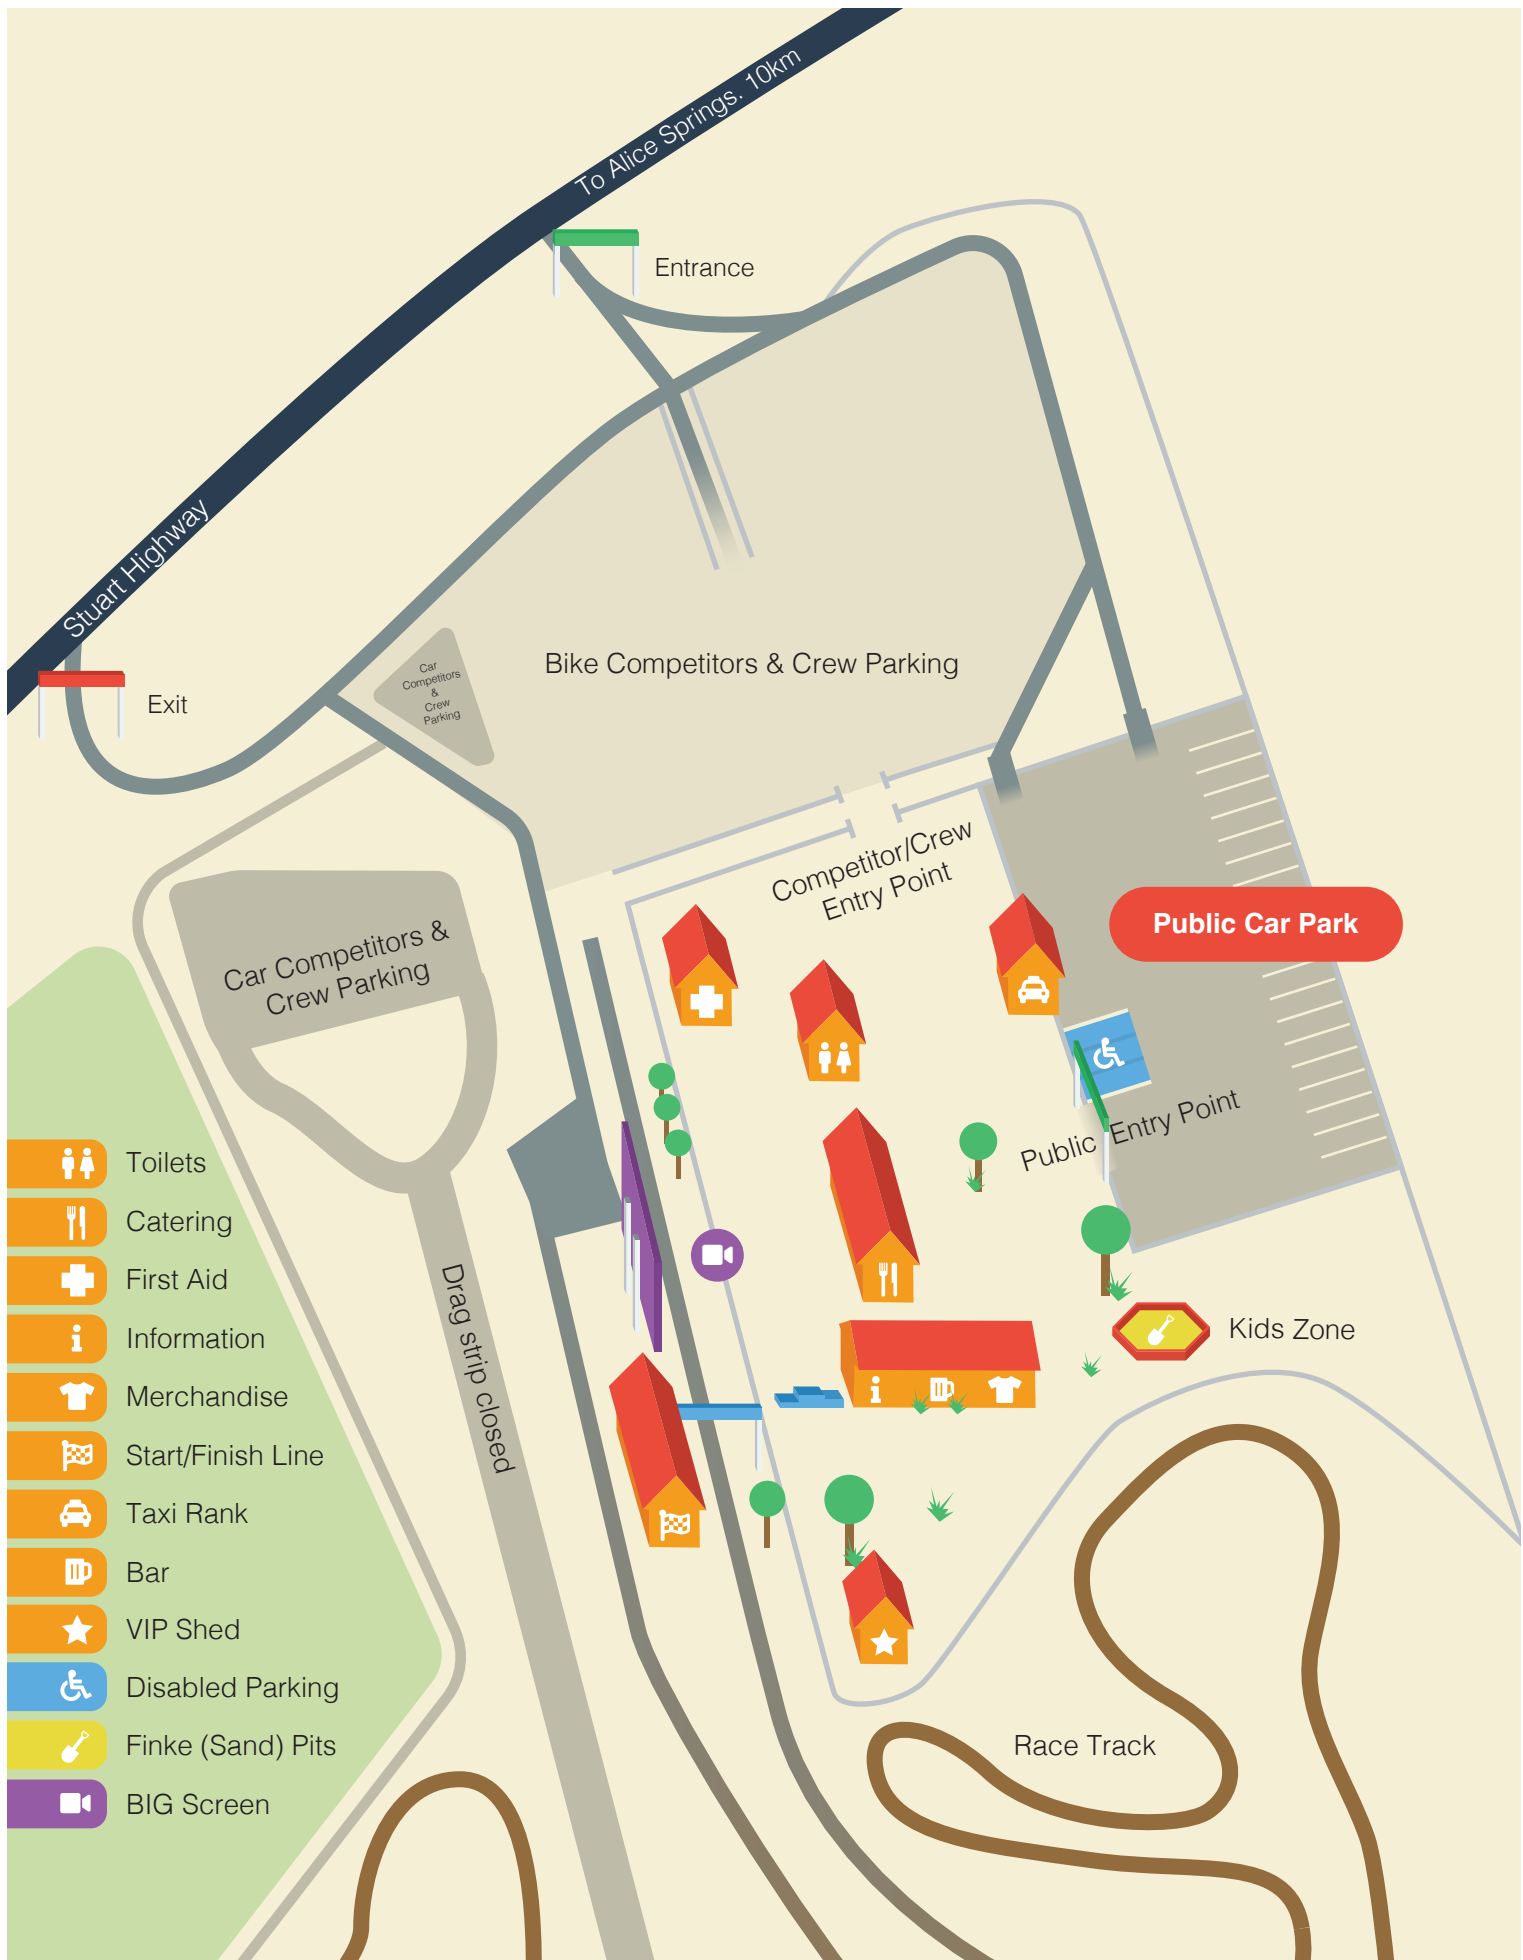 To Alice Springs. 10km
Entrance
Stuart Highway
Exit
Car
Competitors
&
Crew
Parking
Bike Competitors & Crew Parking
Competitor/Crew
Entry Point
Public Car Park
Car Competitors &
Crew Parking
Public Entry Point
Drag strip closed
Kids Zone
Race Track
Toilets
Catering
First Aid
Information
Merchandise
Start/Finish Line
Taxi Rank
Bar
VIP Shed
Disabled Parking
Finke (Sand) Pits
BIG Screen